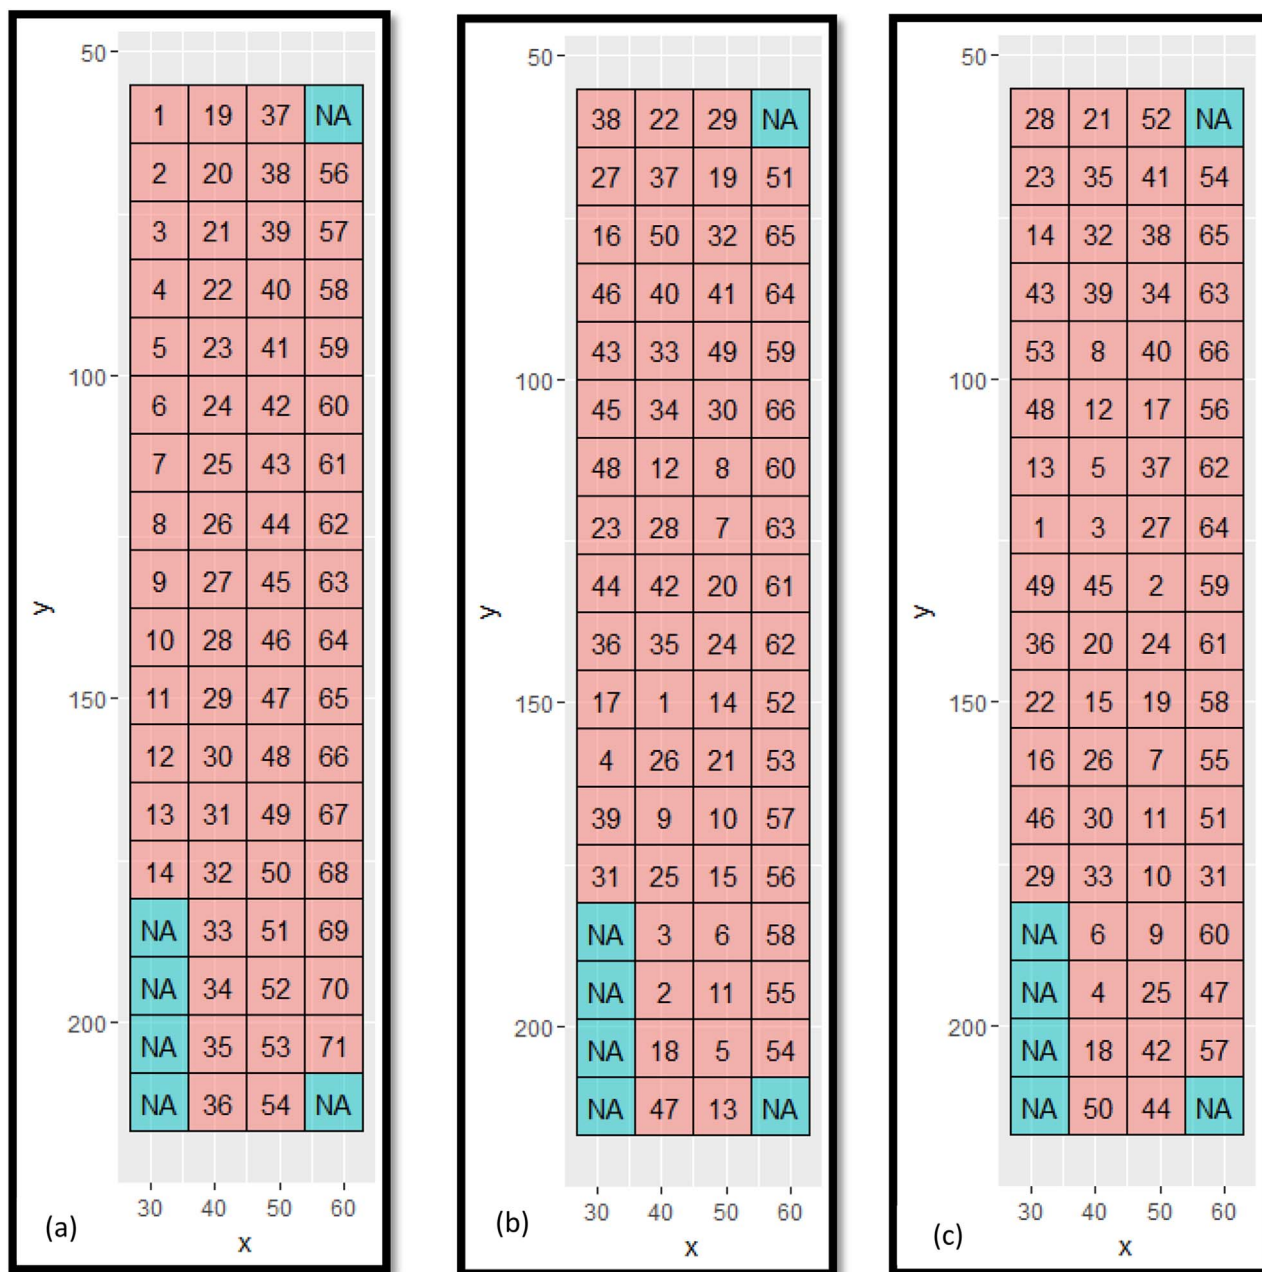 50
1 19 37 NA
2 20 38 56
3 21 39 57
4 22 40 58
5 23 41 59
100
6 24 42 60
7 25 43 61
8 26 44 62
9 27 45 63
y
10 28 46 64
11 29 47 65
150
12 30 48 66
13 31 49 67
14 32 50 68
NA 33 51 69
NA 34 52 70
200
NA 35 53 71
NA 36 54 NA
30 40 50 60
(a)
x
50
38 22 29 NA
27 37 19 51
16 50 32 65
46 40 41 64
43 33 49 59
100
45 34 30 66
48 12 8 60
23 28 7 63
44 42 20 61
y
36 35 24 62
17 1 14 52
150
4 26 21 53
39 9 10 57
31 25 15 56
NA 3 6 58
NA 2 11 55
200
NA 18 5 54
NA 47 13 NA
30 40 50 60
(b)
x
50
28 21 52 NA
23 35 41 54
14 32 38 65
43 39 34 63
53 8 40 66
100
48 12 17 56
13 5 37 62
1 3 27 64
49 45 2 59
y
36 20 24 61
22 15 19 58
150
16 26 7 55
46 30 11 51
29 33 10 31
NA 6 9 60
NA 4 25 47
200
NA 18 42 57
NA 50 44 NA
30 40 50 60
(c)
x